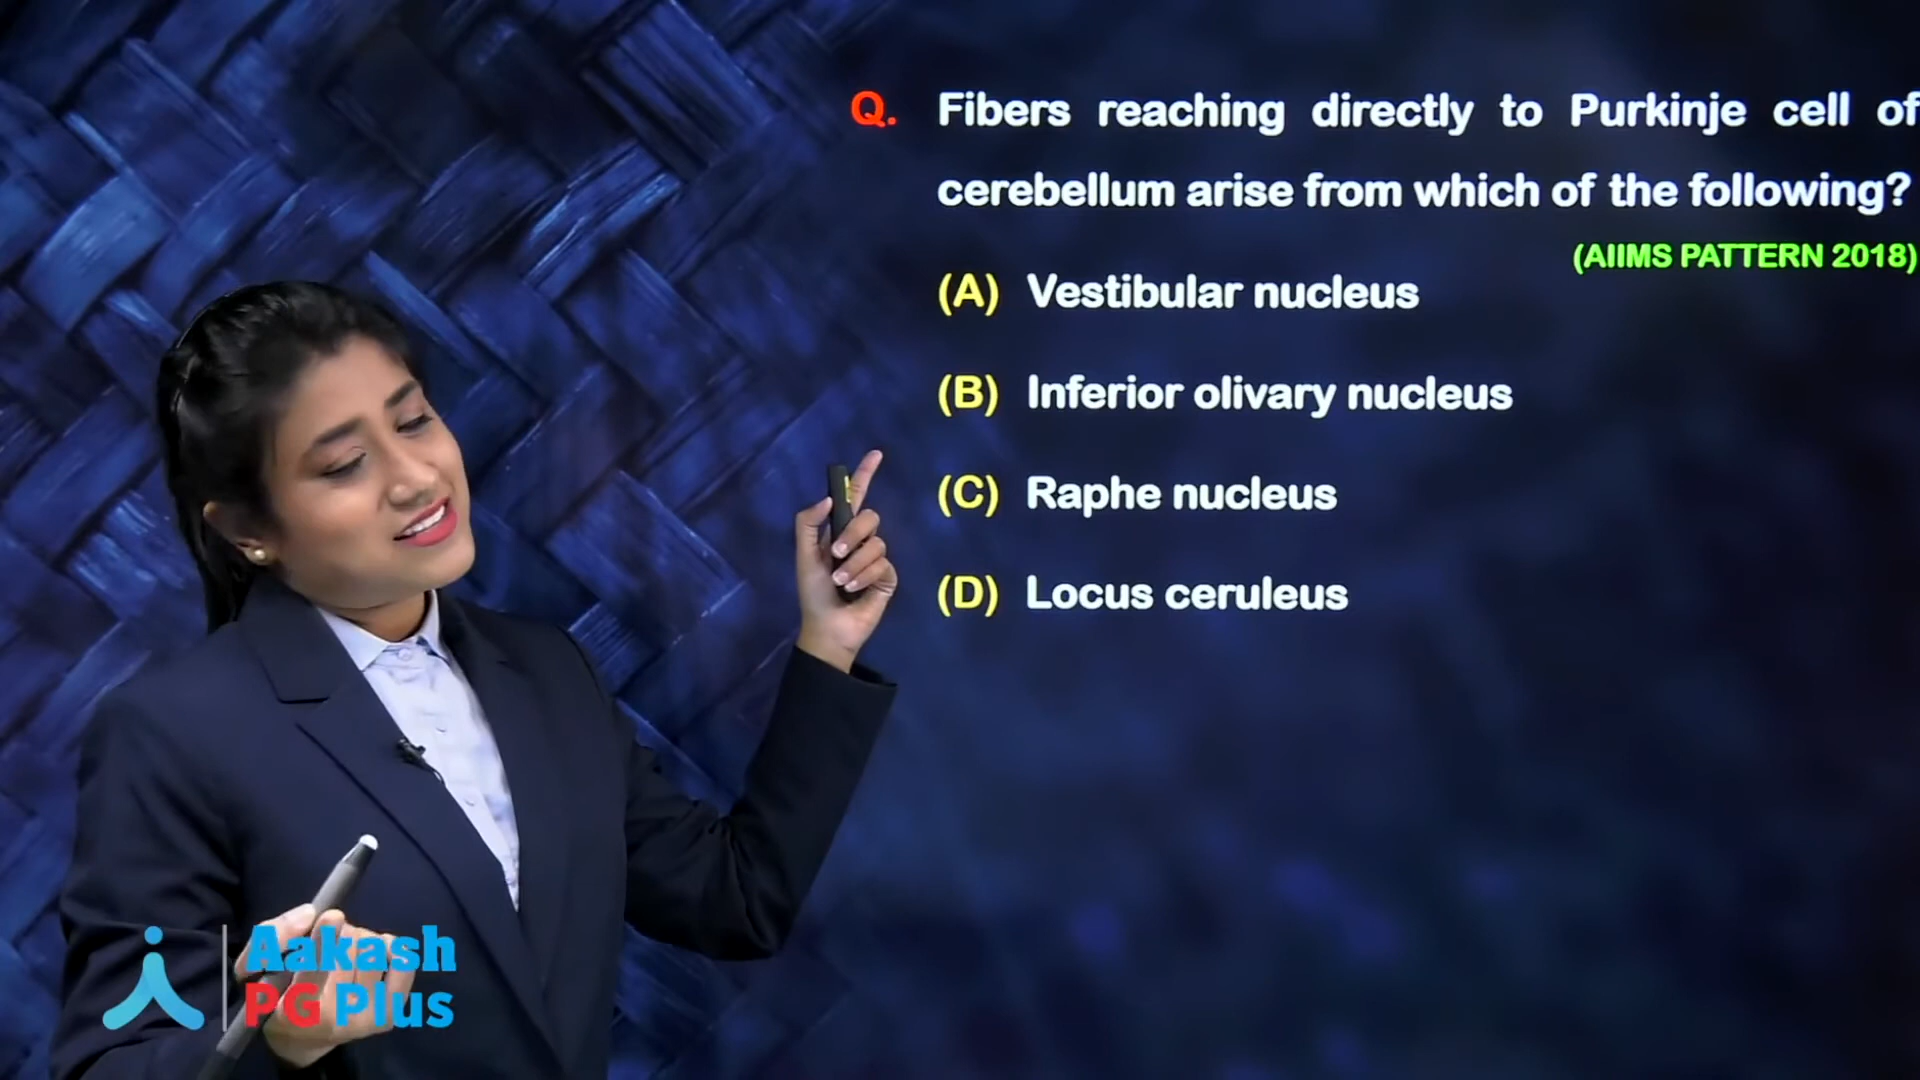 Q. Fibers reaching directly to Purkinje cell of
cerebellum arise from which of the following?
(AIIMS PATTERN 2018)
(A) Vestibular nucleus
(B) Inferior olivary nucleus
(C) Raphe nucleus
(D) Locus ceruleus
Aakash
PG Plus